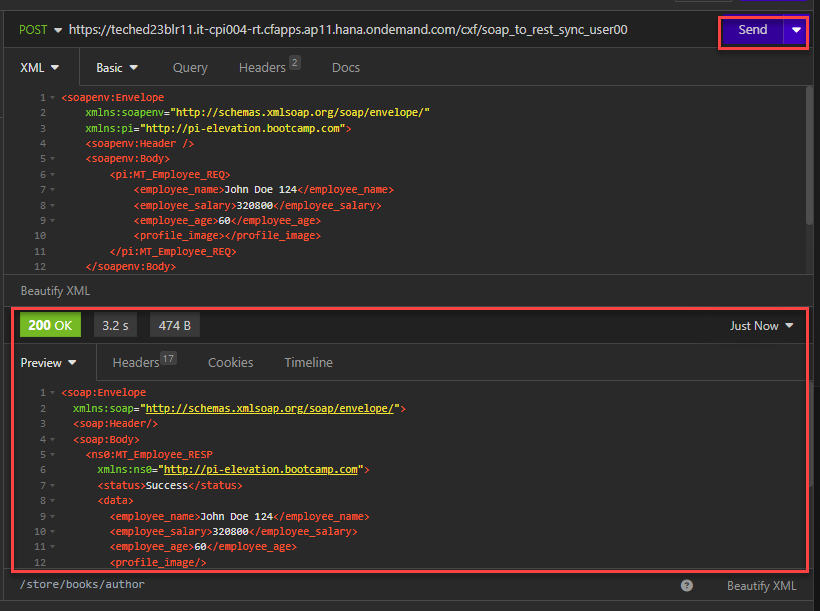 POST https://teched23blr11.it-cpi004-rt.cfapps.ap11.hana.ondemand.com/cxf/soap_to_rest_sync_user00 Send
XML Basic Query Headers 2 Docs
1 <soapenv:Envelope
2 xmlns:soapenv="http://schemas.xmlsoap.org/soap/envelope/"
3 xmlns:pi="http://pi-elevation.bootcamp.com">
4 <soapenv:Header />
5 <soapenv:Body>
6 <pi:MT_Employee_REQ>
7 <employee_name>John Doe 124</employee_name>
8 <employee_salary>320800</employee_salary>
9 <employee_age>60</employee_age>
10 <profile_image></profile_image>
11 </pi:MT_Employee_REQ>
12 </soapenv:Body>
Beautify XML
200 OK 3.2 s 474 B Just Now
Preview Headers 17 Cookies Timeline
1 <soap:Envelope
2 xmlns:soap="http://schemas.xmlsoap.org/soap/envelope/">
3 <soap:Header/>
4 <soap:Body>
5 <ns0:MT_Employee_RESP
6 xmlns:ns0="http://pi-elevation.bootcamp.com">
7 <status>Success</status>
8 <data>
9 <employee_name>John Doe 124</employee_name>
10 <employee_salary>320800</employee_salary>
11 <employee_age>60</employee_age>
12 <profile_image/>
/store/books/author ? Beautify XML